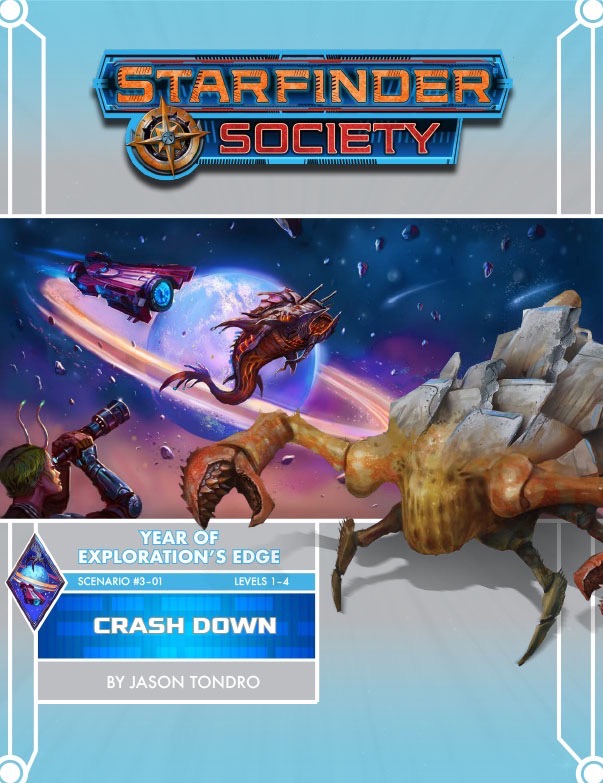 STARFINDER
SOCIETY
YEAR OF
EXPLORATION'S EDGE
SCENARIO #3–01 LEVELS 1–4
CRASH DOWN
BY JASON TONDRO